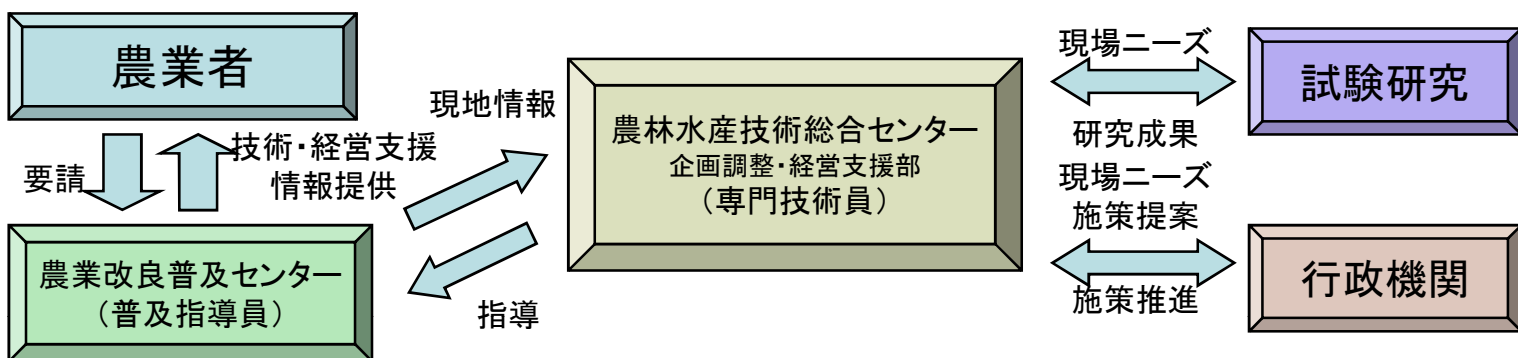 農業者
要請
技術・経営支援
情報提供
農業改良普及センター
（普及指導員）
現地情報
指導
農林水産技術総合センター
企画調整・経営支援部
（専門技術員）
現場ニーズ
研究成果
試験研究
現場ニーズ
施策提案
施策推進
行政機関